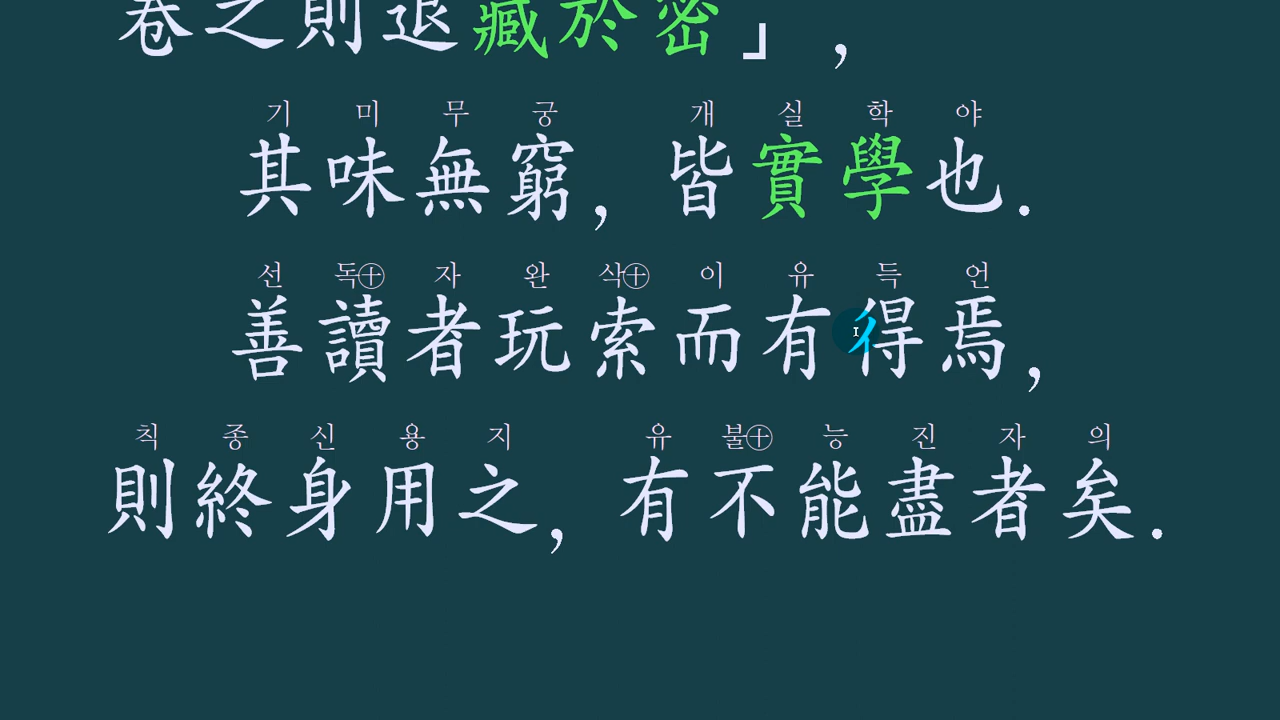 卷之則退藏於密」,
기 미 무 궁 개 실 학 야
其味無窮, 皆實學也.
선 독㊉ 자 완 삭㊉ 이 유 득 언
善讀者玩索而有得焉,
칙 종 신 용 지 유 불㊉ 능 진 자 의
則終身用之, 有不能盡者矣.